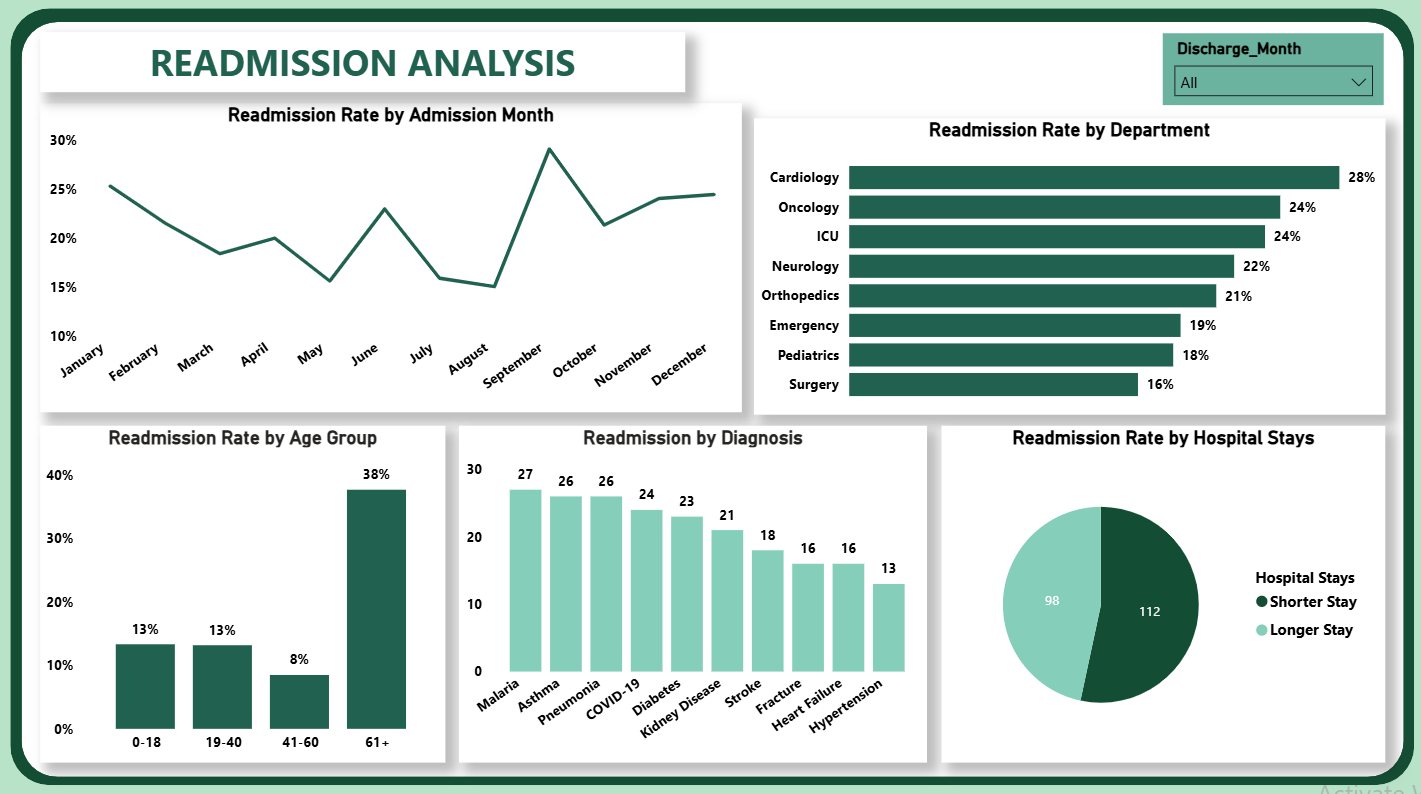 READMISSION ANALYSIS
Discharge_Month
All
Readmission Rate by Admission Month
30%
25%
20%
15%
10%
January
February
March
April
May
June
July
August
September
October
November
December
Readmission Rate by Department
Cardiology 28%
Oncology 24%
ICU 24%
Neurology 22%
Orthopedics 21%
Emergency 19%
Pediatrics 18%
Surgery 16%
Readmission Rate by Age Group
40%
30%
20%
10%
0%
13%
13%
8%
38%
0-18
19-40
41-60
61+
Readmission by Diagnosis
30
20
10
0
27
26
26
24
23
21
18
16
16
13
Malaria
Asthma
Pneumonia
COVID-19
Diabetes
Kidney Disease
Stroke
Fracture
Heart Failure
Hypertension
Readmission Rate by Hospital Stays
98
112
Hospital Stays
Shorter Stay
Longer Stay